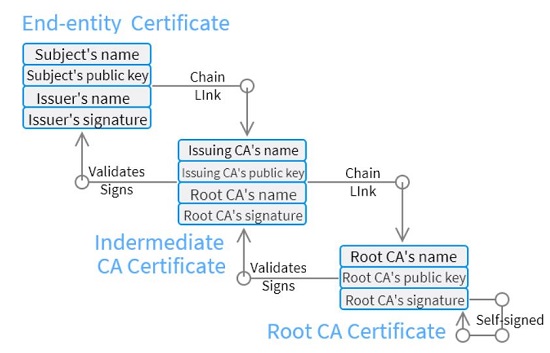 End-entity Certificate
Subject's name
Subject's public key
Issuer's name
Issuer's signature
Chain
LInk
Validates
Signs
Issuing CA's name
Issuing CA's public key
Root CA's name
Root CA's signature
Chain
LInk
Indermediate
CA Certificate
Validates
Signs
Root CA's name
Root CA's public key
Root CA's signature
Self-signed
Root CA Certificate